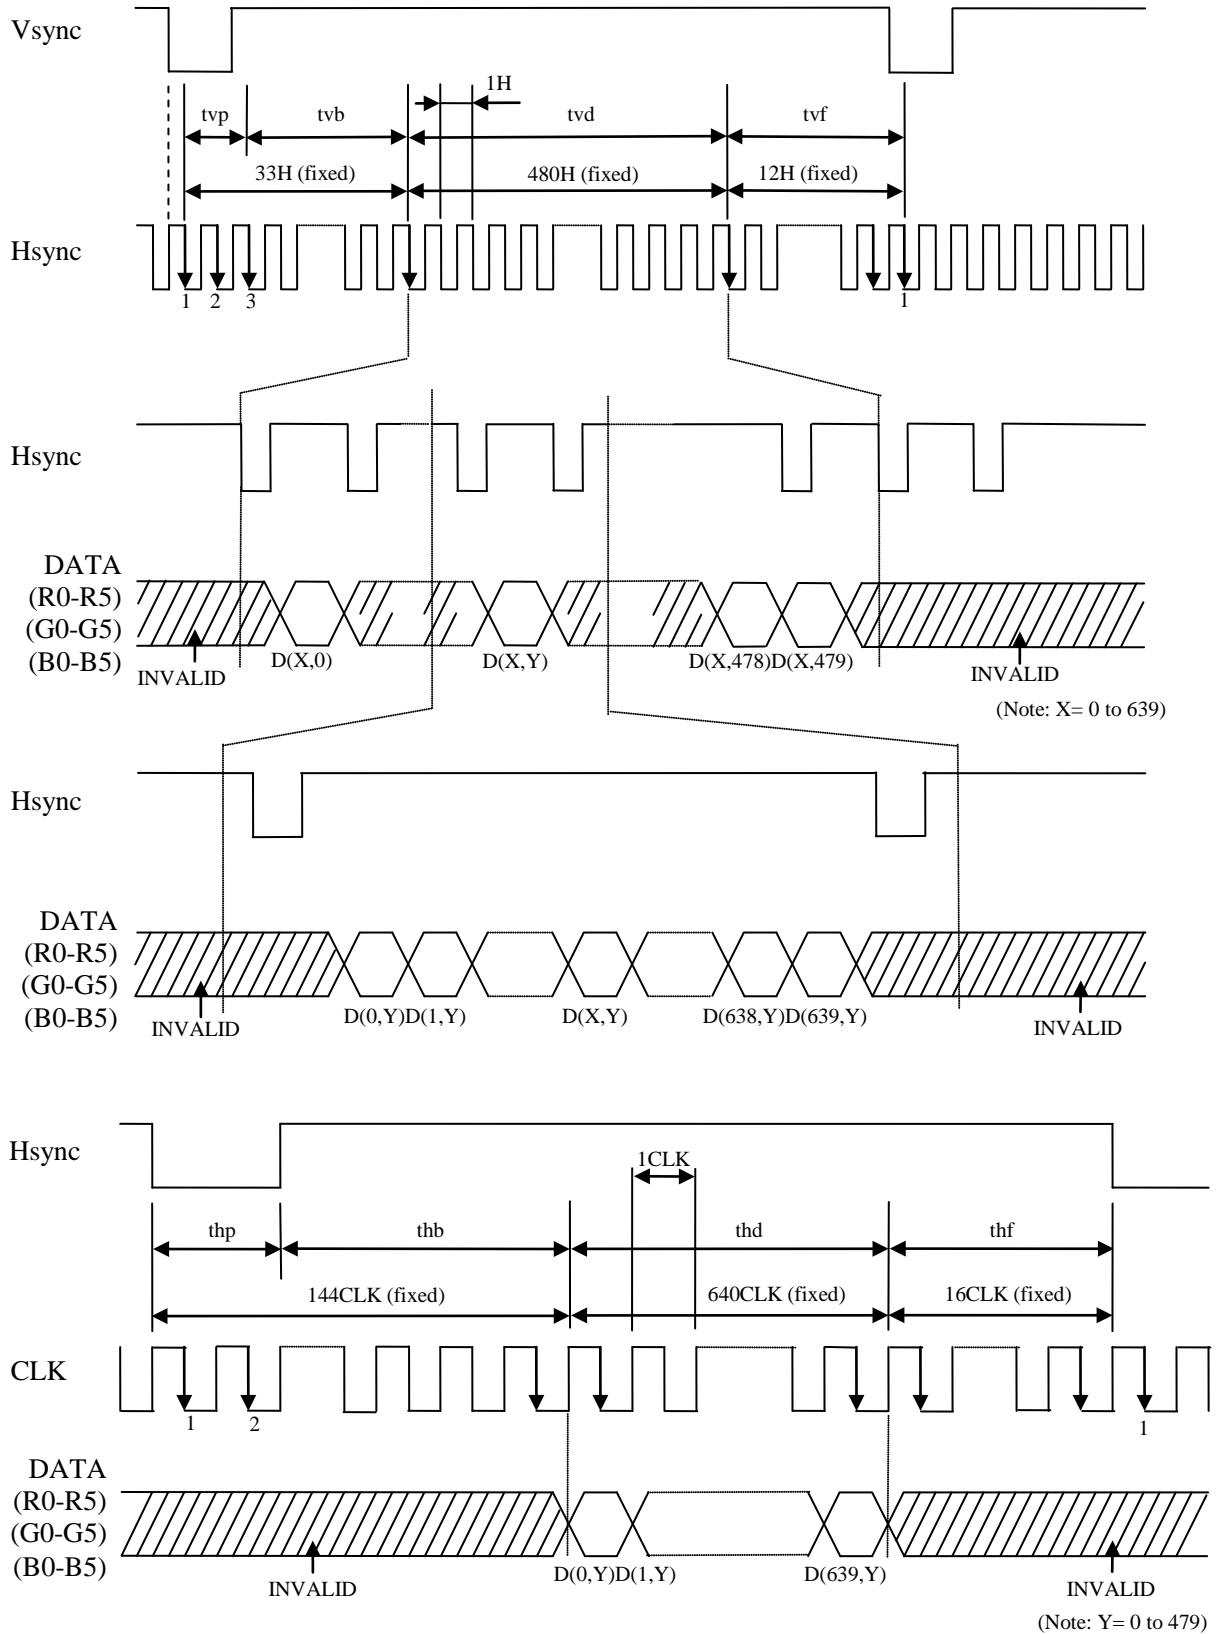 Vsync
1H
tvp tvb tvd tvf
33H (fixed) 480H (fixed) 12H (fixed)
Hsync
1 2 3 1
Hsync
DATA
(R0-R5)
(G0-G5)
(B0-B5)
D(X,0) D(X,Y) D(X,478)D(X,479)
INVALID INVALID
(Note: X= 0 to 639)
Hsync
DATA
(R0-R5)
(G0-G5)
(B0-B5)
D(0,Y)D(1,Y) D(X,Y) D(638,Y)D(639,Y)
INVALID INVALID
Hsync
1CLK
thp thb thd thf
144CLK (fixed) 640CLK (fixed) 16CLK (fixed)
CLK
1 2 1
DATA
(R0-R5)
(G0-G5)
(B0-B5)
D(0,Y)D(1,Y) D(639,Y)
INVALID INVALID
(Note: Y= 0 to 479)